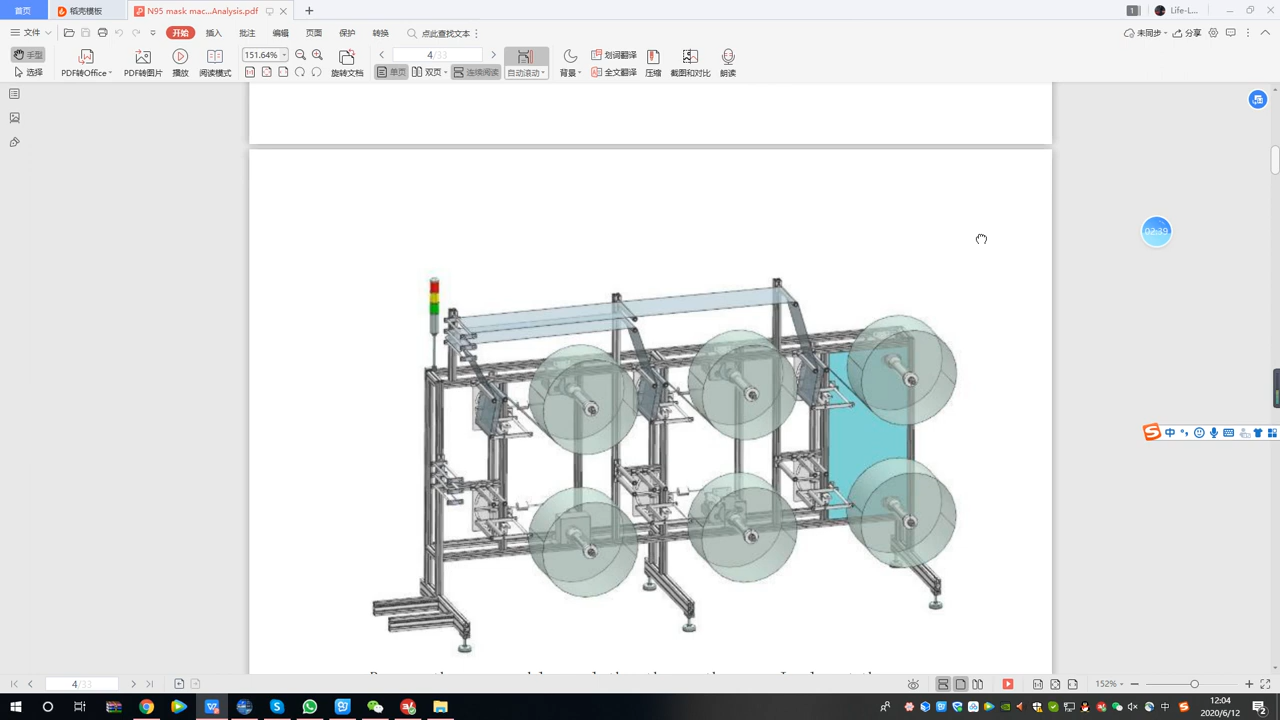 首页
稻壳模板
N95 mask mac...Analysis.pdf
1
Life-L...
文件
开始
插入
批注
编辑
页面
保护
转换
点此查找文本
未同步
分享
手型
选择
PDF转Office
PDF转图片
播放
阅读模式
151.64%
旋转文档
4/33
单页
双页
连续阅读
自动滚动
背景
划词翻译
全文翻译
压缩
截图和对比
朗读
02:39
中
4/33
152%
中
12:04
2020/6/12
2